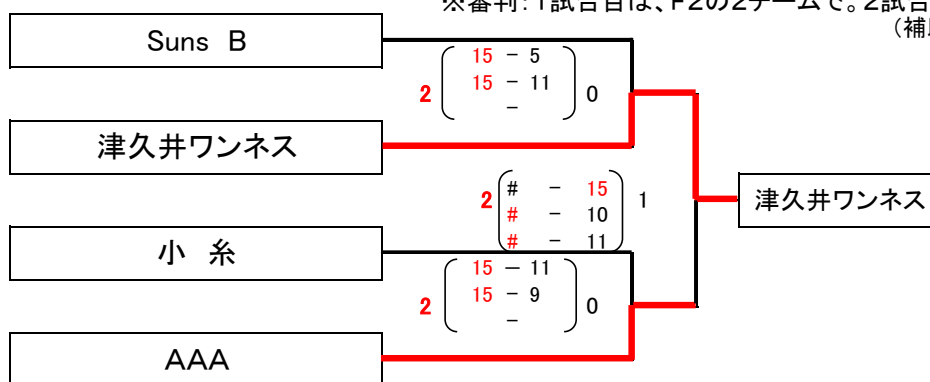 ※審判：１試合目は、F２の２チームで。２試合
（補
Suns B
15 － 5
15 － 11
－
2 0
津久井ワンネス
# － 15
# － 10
# － 11
2 1
津久井ワンネス
小　糸
15 － 11
15 － 9
－
2 0
AAA